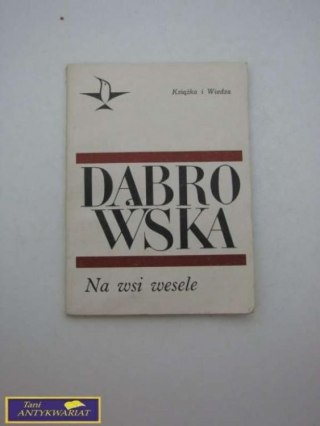 Książka i Wiedza
DĄBRO
WSKA
Na wsi wesele
Tani
ANTYKWARIAT